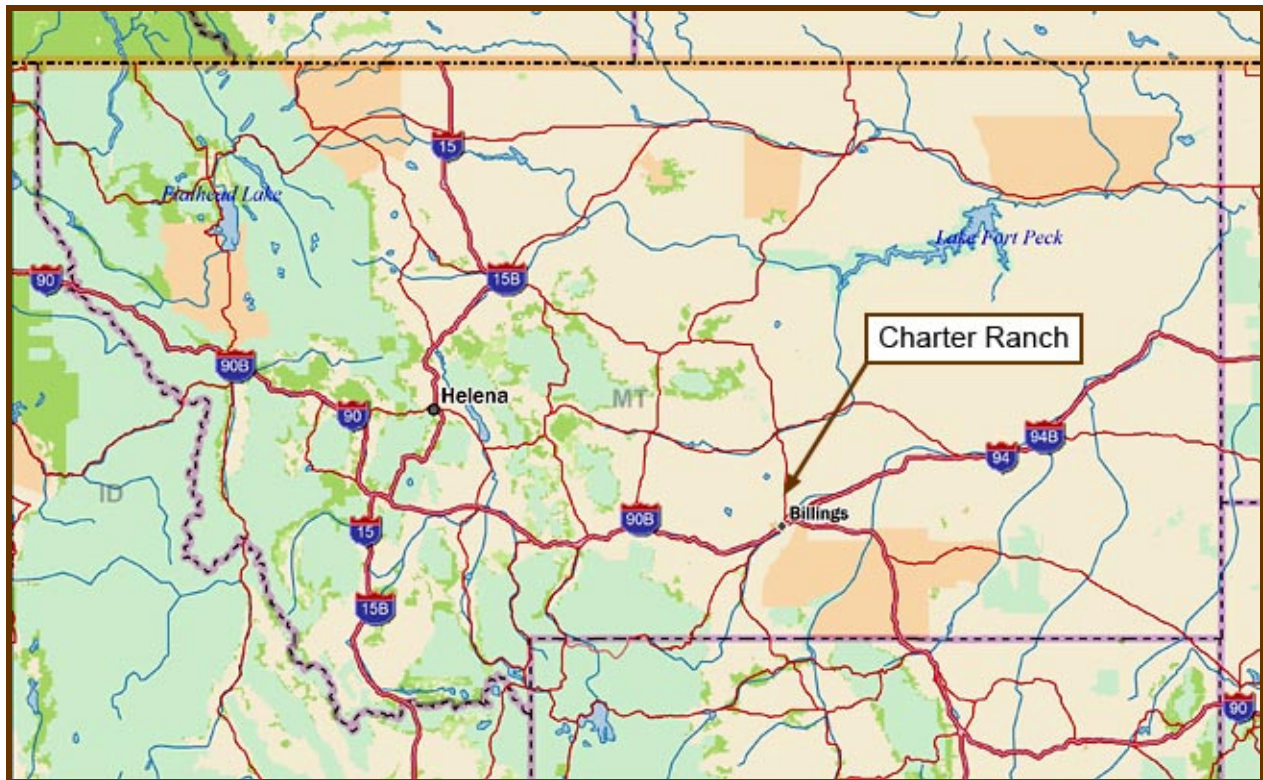 15
Flathead Lake
Lake Fort Peck
90
15B
Charter Ranch
90B
Helena
MT
90
94B
94
ID
90B
Billings
15
15B
90